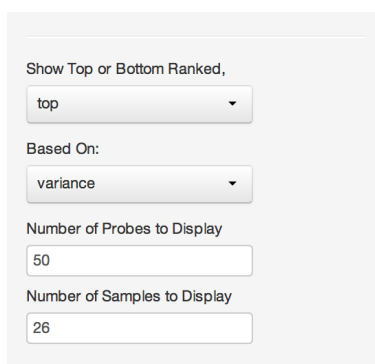 Show Top or Bottom Ranked,
top
Based On:
variance
Number of Probes to Display
50
Number of Samples to Display
26